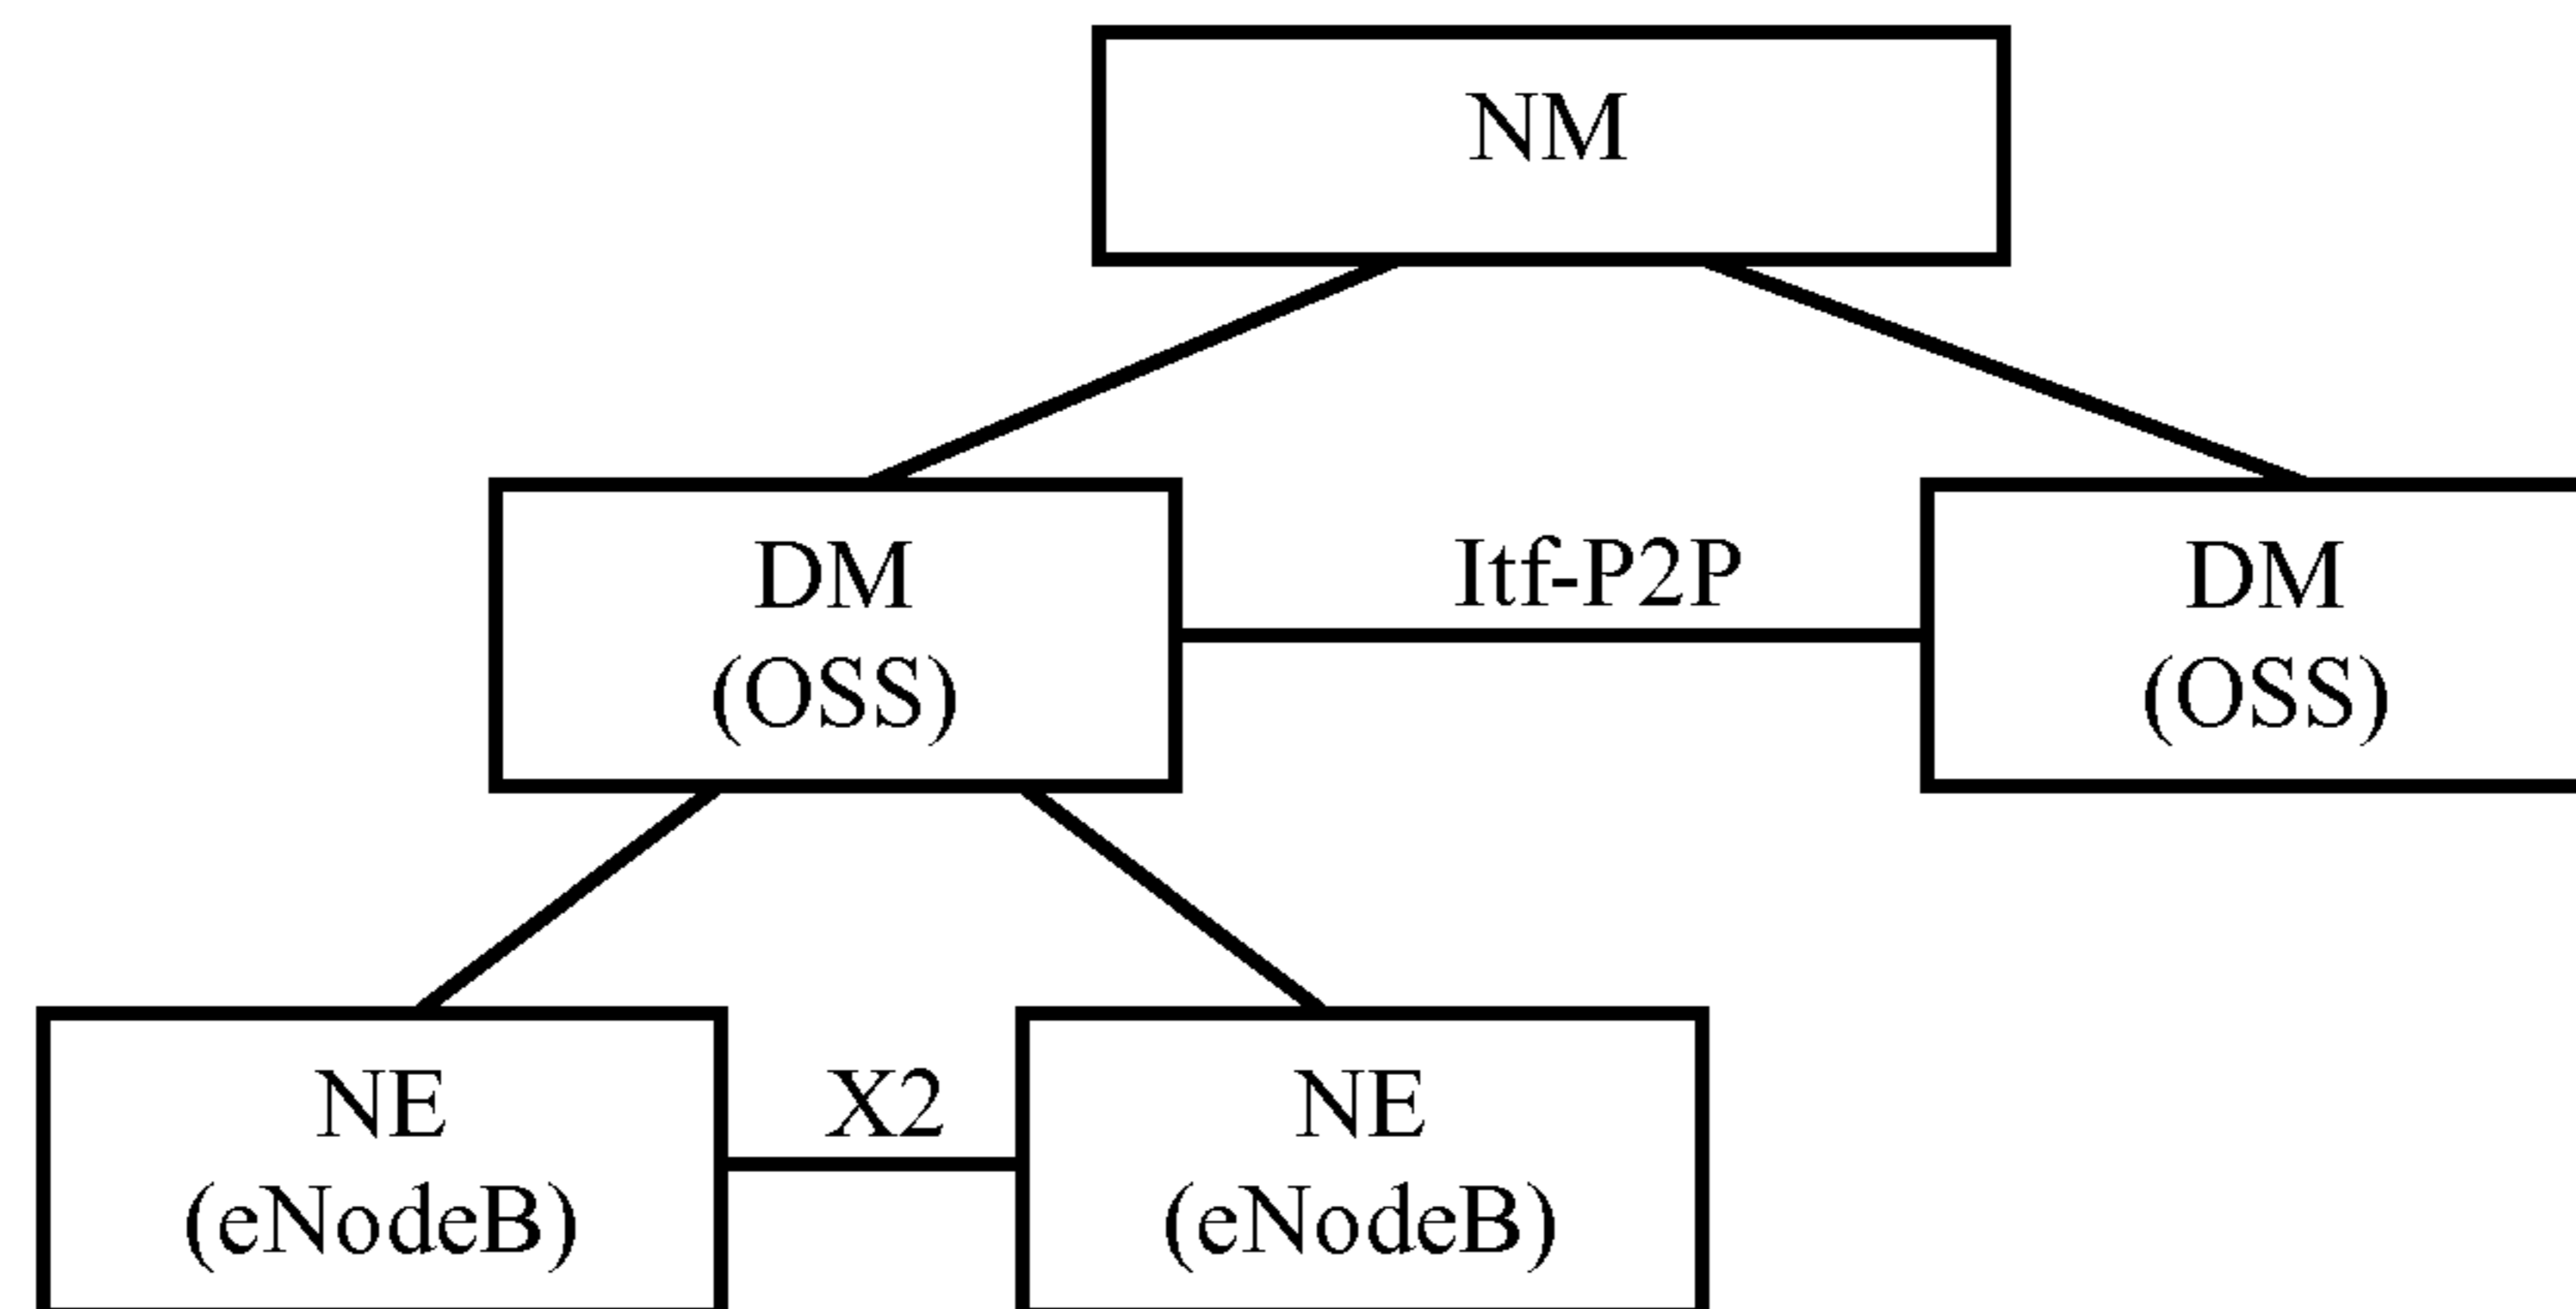 NM
DM
(OSS)
Itf-P2P
DM
(OSS)
NE
(eNodeB)
X2
NE
(eNodeB)